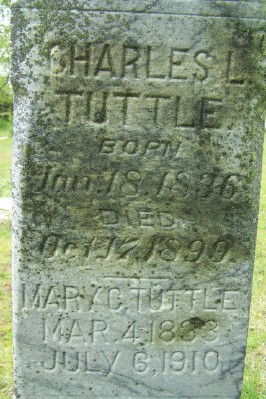 CHARLES L
TUTTLE
BORN
Jan. 18, 1836
DIED
Oct. 17, 1899
MARY C. TUTTLE
MAR. 4, 1833
JULY 6, 1910